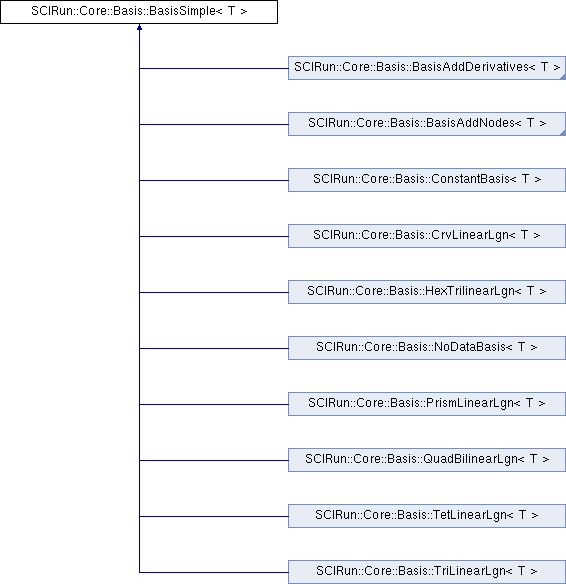 SCIRun::Core::Basis::BasisSimple< T >
SCIRun::Core::Basis::BasisAddDerivatives< T >
SCIRun::Core::Basis::BasisAddNodes< T >
SCIRun::Core::Basis::ConstantBasis< T >
SCIRun::Core::Basis::CrvLinearLgn< T >
SCIRun::Core::Basis::HexTrilinearLgn< T >
SCIRun::Core::Basis::NoDataBasis< T >
SCIRun::Core::Basis::PrismLinearLgn< T >
SCIRun::Core::Basis::QuadBilinearLgn< T >
SCIRun::Core::Basis::TetLinearLgn< T >
SCIRun::Core::Basis::TriLinearLgn< T >